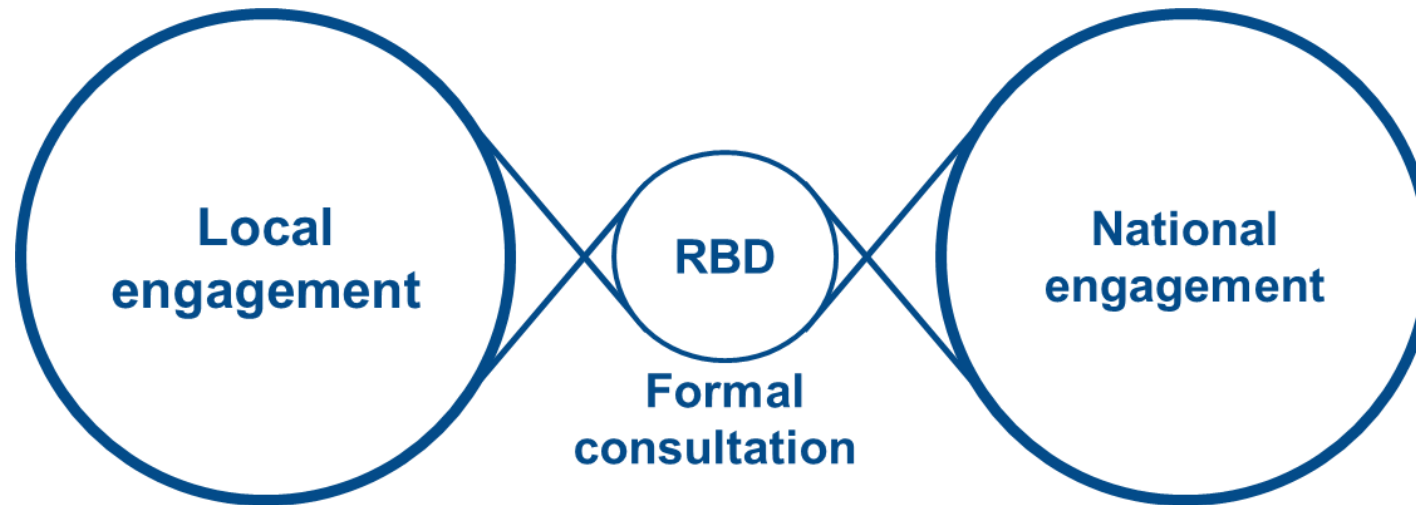 Local
engagement
RBD
Formal
consultation
National
engagement